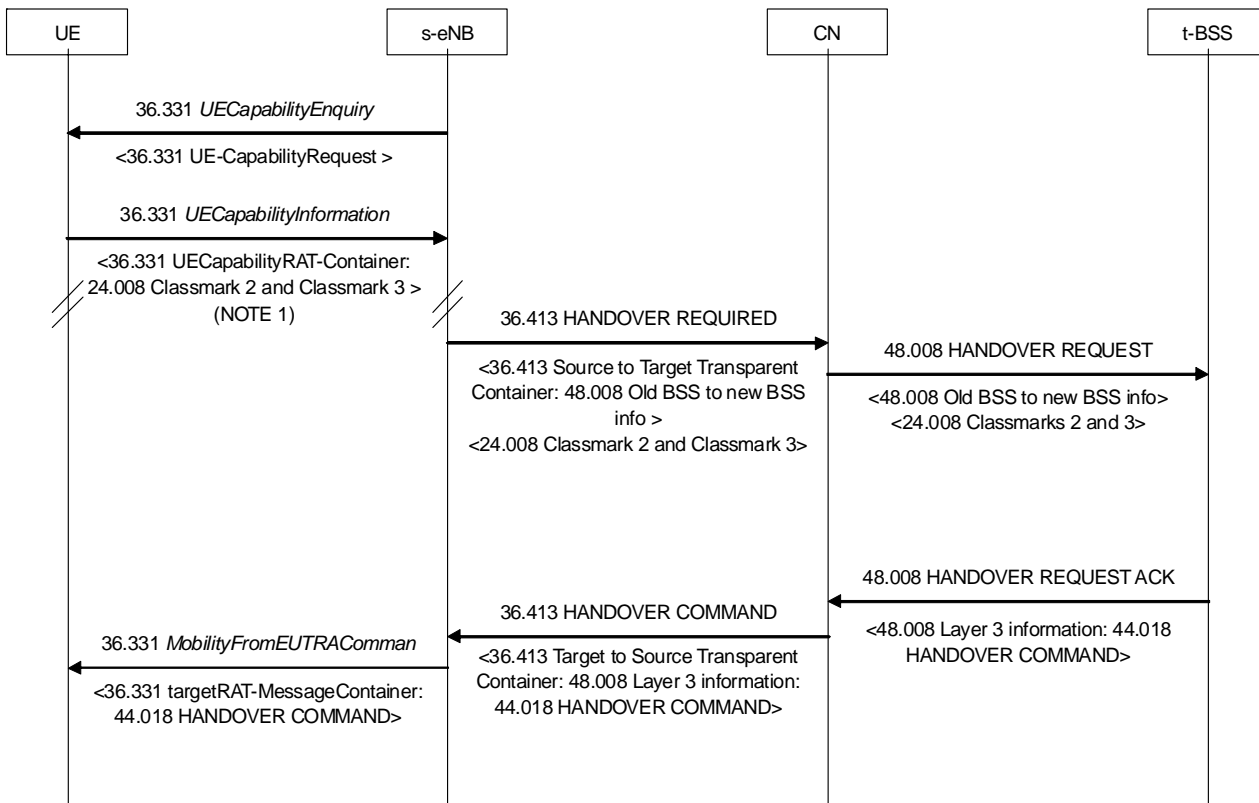 UE
s-eNB
CN
t-BSS
36.331 UECapabilityEnquiry
<36.331 UE-CapabilityRequest >
36.331 UECapabilityInformation
<36.331 UECapabilityRAT-Container:
24.008 Classmark 2 and Classmark 3 >
(NOTE 1)
36.413 HANDOVER REQUIRED
<36.413 Source to Target Transparent
Container: 48.008 Old BSS to new BSS
info >
<24.008 Classmark 2 and Classmark 3>
48.008 HANDOVER REQUEST
<48.008 Old BSS to new BSS info>
<24.008 Classmarks 2 and 3>
48.008 HANDOVER REQUEST ACK
<48.008 Layer 3 information: 44.018
HANDOVER COMMAND>
36.413 HANDOVER COMMAND
<36.413 Target to Source Transparent
Container: 48.008 Layer 3 information:
44.018 HANDOVER COMMAND>
36.331 MobilityFromEUTRAComman
<36.331 targetRAT-MessageContainer:
44.018 HANDOVER COMMAND>